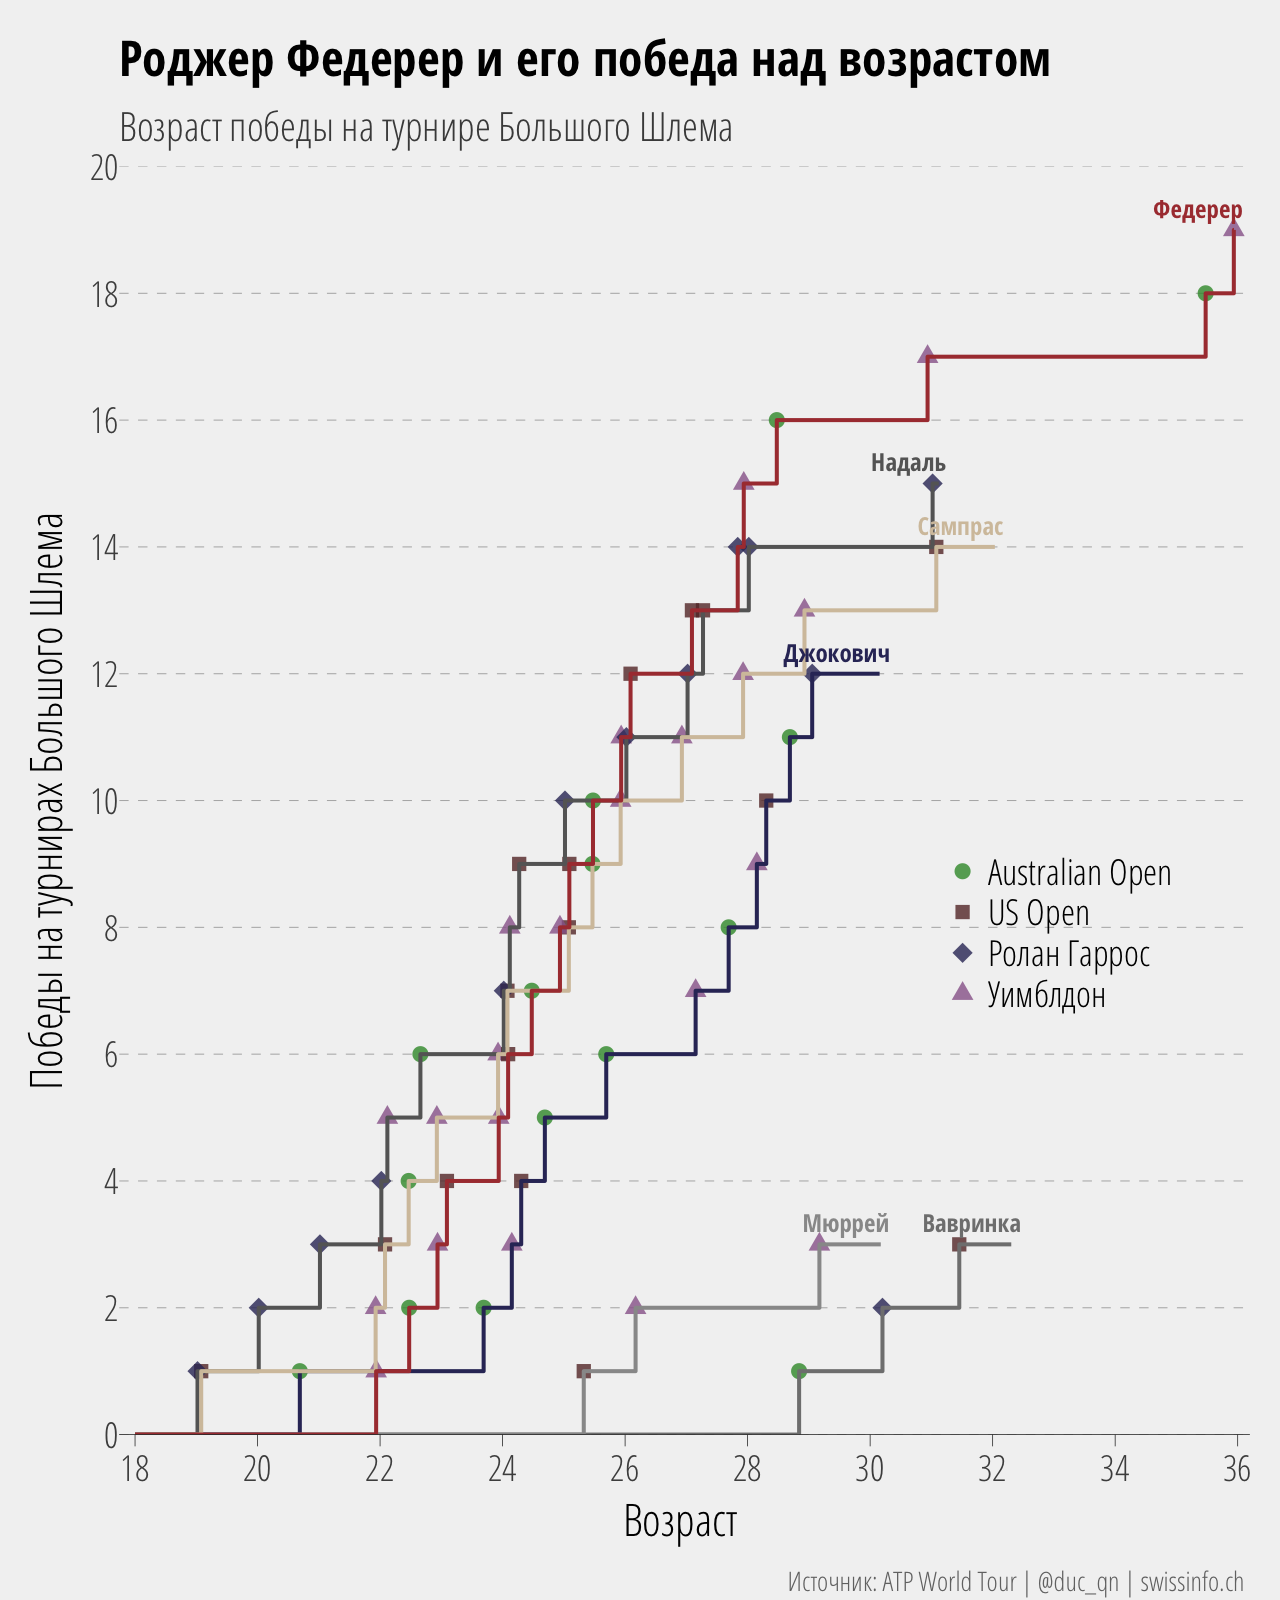 Роджер Федерер и его победа над возрастом
Возраст победы на турнире Большого Шлема
Победы на турнирах Большого Шлема
20
18
16
14
12
10
8
6
4
2
0
Федерер
Надаль
Сампрас
Джокович
Мюррей
Вавринка
Australian Open
US Open
Ролан Гаррос
Уимблдон
18 20 22 24 26 28 30 32 34 36
Возраст
Источник: ATP World Tour | @duc_qn | swissinfo.ch